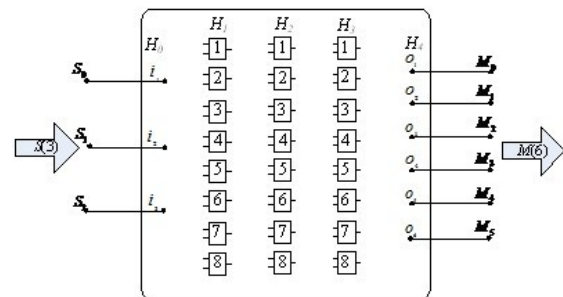 H₁ H₂ H₃
H₀ H₄
1 1 1
S₀ i₁ o₁ M₀
2 2 2
o₂ M₁
3 3 3
S(3) S₁ i₂ 4 4 4 o₃ M₂ M(6)
5 5 5 o₄ M₃
S₂ i₃ 6 6 6 o₅ M₄
7 7 7 o₆ M₅
8 8 8